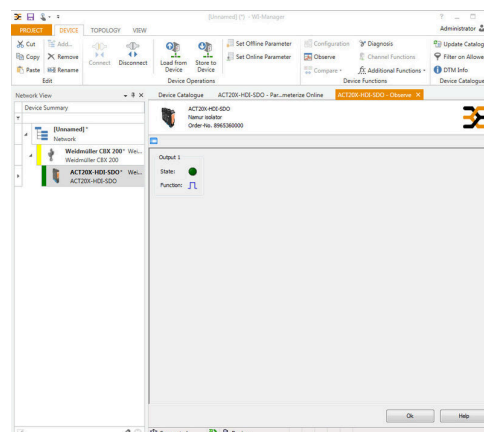 [Unnamed] (*) - WI-Manager
PROJECT DEVICE TOPOLOGY VIEW Administrator
Cut Add... Set Offline Parameter Configuration Diagnosis Update Catalog
Copy Remove Connect Disconnect Load from Device Store to Device Set Online Parameter Observe Channel Functions Filter on Allowe
Paste Rename Compare Additional Functions DTM Info
Edit Device Operations Device Functions Device Catalogue
Network View Device Catalogue ACT20X-HDI-SDO - Par...meterize Online ACT20X-HDI-SDO - Observe
Device Summary
ACT20X-HDI-SDO
Namur isolator
Order-No. 8965360000
[Unnamed]*
Network
Weidmüller CBX 200* Wei...
Weidmüller CBX 200
ACT20X-HDI-SDO* Wei...
ACT20X-HDI-SDO
Output 1
State:
Function:
Ok Help